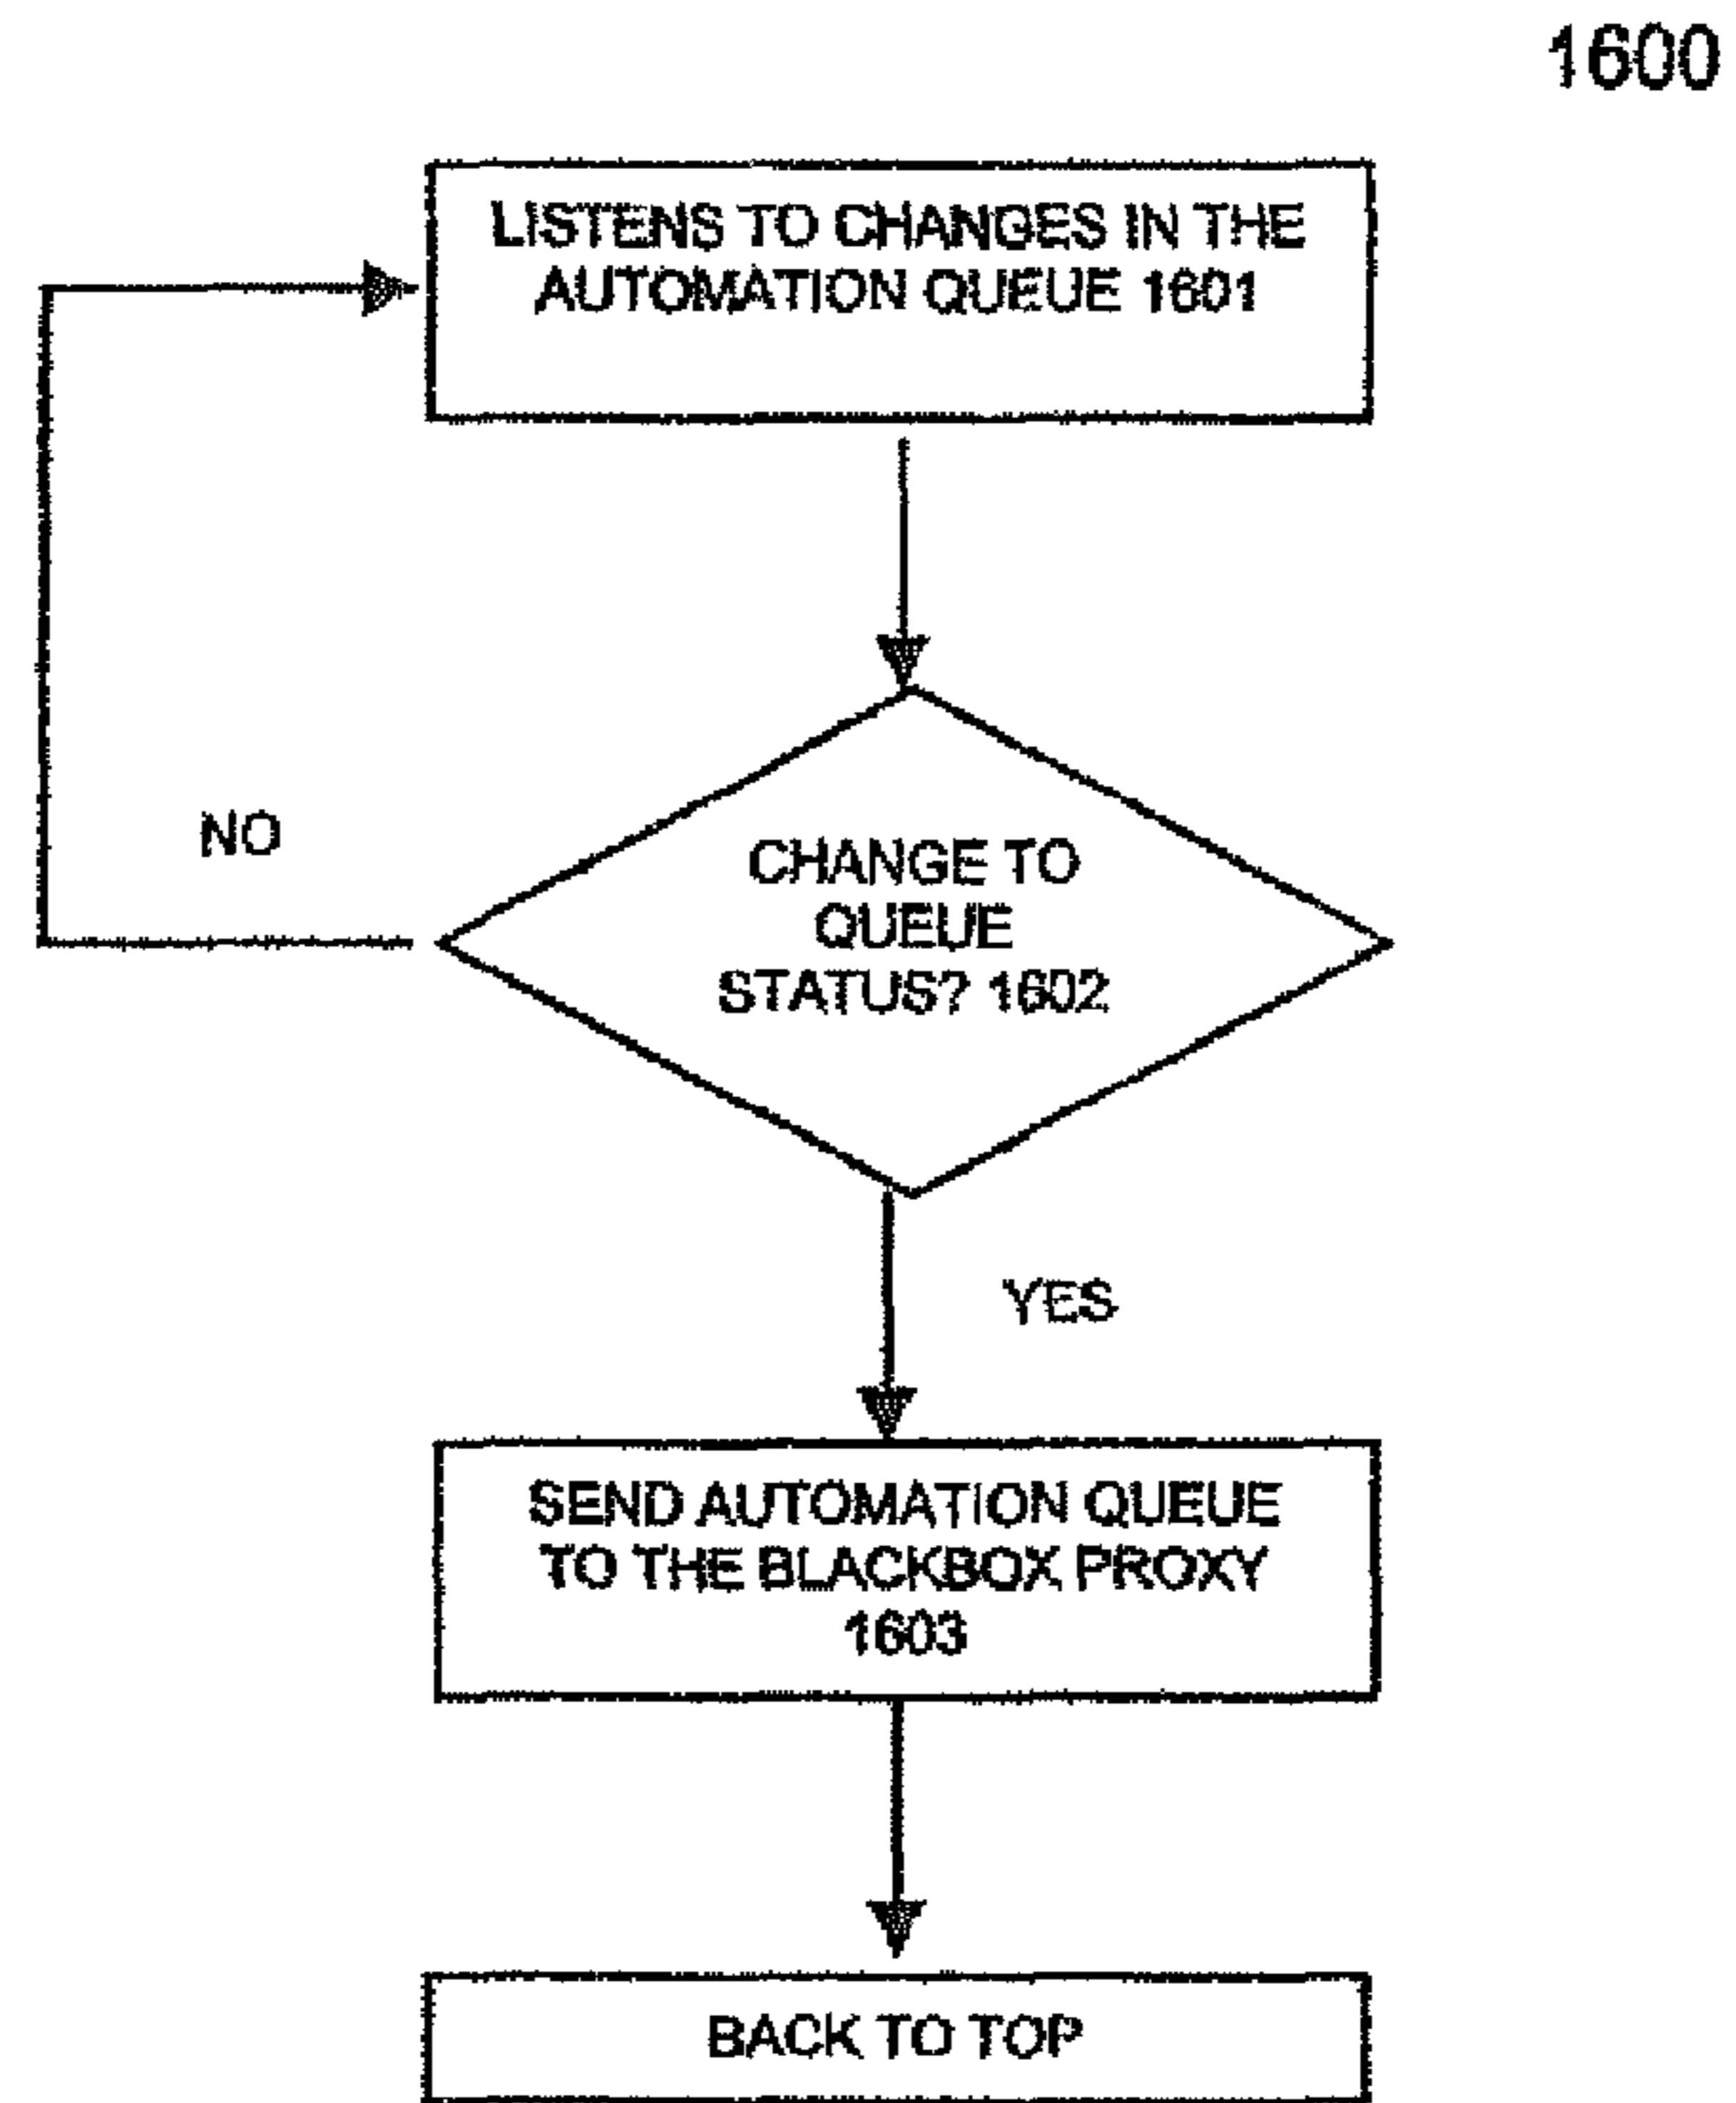 1600
LISTENS TO CHANGES IN THE
AUTOMATION QUEUE 1601
NO
CHANGE TO
QUEUE
STATUS? 1602
YES
SEND AUTOMATION QUEUE
TO THE BLACKBOX PROXY
1603
BACK TO TOP